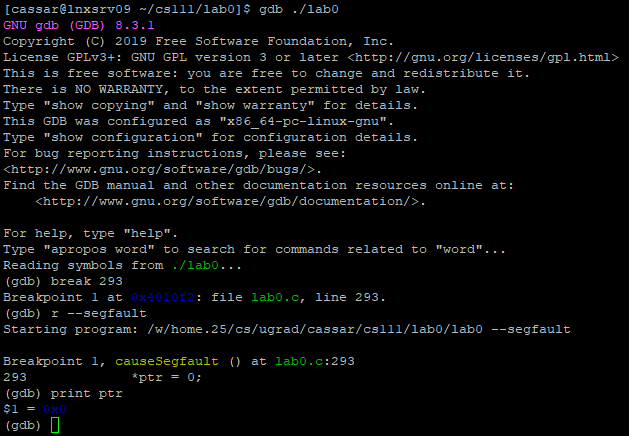 [cassar@lnxsrv09 ~/cs111/lab0]$ gdb ./lab0
GNU gdb (GDB) 8.3.1
Copyright (C) 2019 Free Software Foundation, Inc.
License GPLv3+: GNU GPL version 3 or later <http://gnu.org/licenses/gpl.html>
This is free software: you are free to change and redistribute it.
There is NO WARRANTY, to the extent permitted by law.
Type "show copying" and "show warranty" for details.
This GDB was configured as "x86_64-pc-linux-gnu".
Type "show configuration" for configuration details.
For bug reporting instructions, please see:
<http://www.gnu.org/software/gdb/bugs/>.
Find the GDB manual and other documentation resources online at:
    <http://www.gnu.org/software/gdb/documentation/>.

For help, type "help".
Type "apropos word" to search for commands related to "word"...
Reading symbols from ./lab0...
(gdb) break 293
Breakpoint 1 at 0x4010f2: file lab0.c, line 293.
(gdb) r --segfault
Starting program: /w/home.25/cs/ugrad/cassar/cs111/lab0/lab0 --segfault

Breakpoint 1, causeSegfault () at lab0.c:293
293             *ptr = 0;
(gdb) print ptr
$1 = 0x0
(gdb)